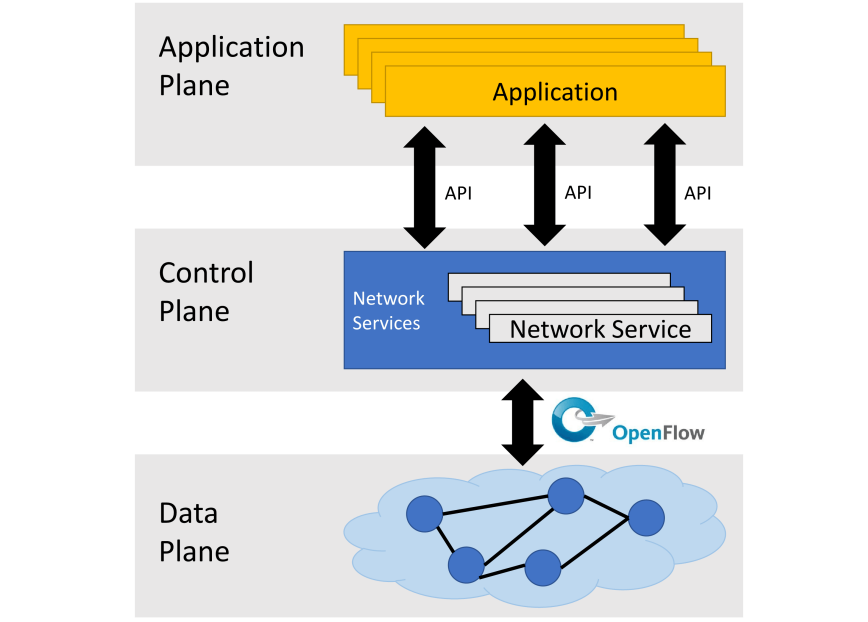 Application
Plane
Application
API
API
API
Control
Plane
Network
Services
Network Service
OpenFlow
Data
Plane